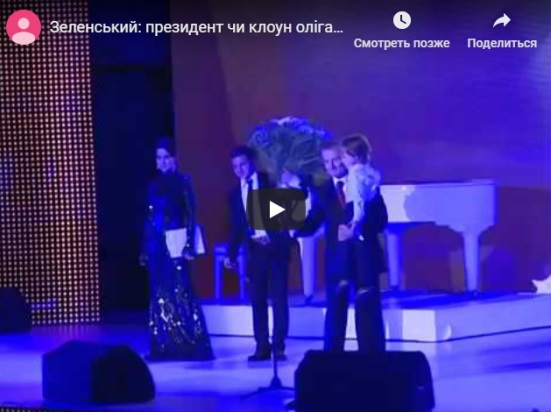 Зеленський: президент чи клоун оліга...
Смотреть позже
Поделиться